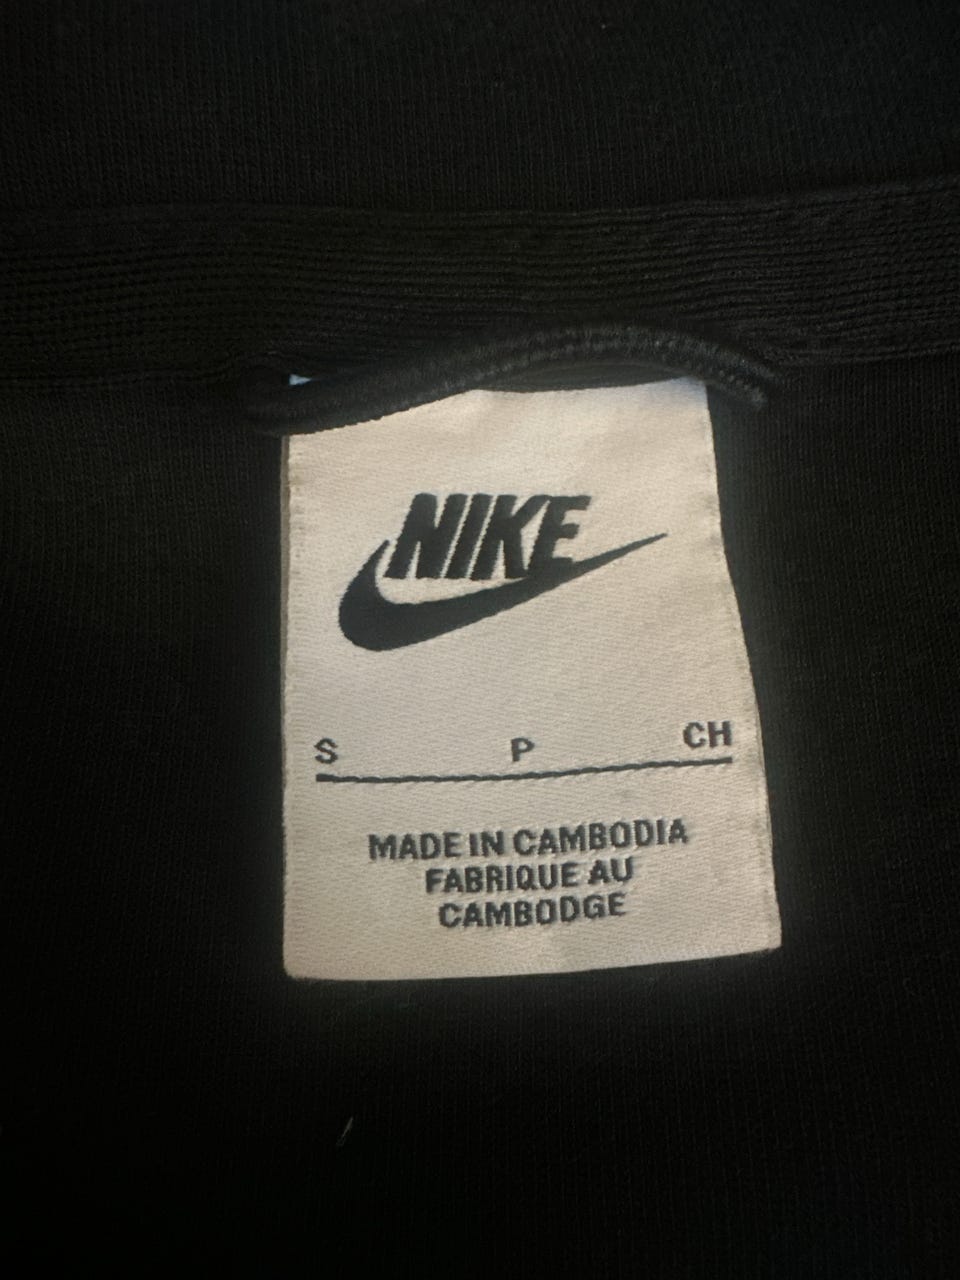 NIKE
S P CH
MADE IN CAMBODIA
FABRIQUE AU
CAMBODGE